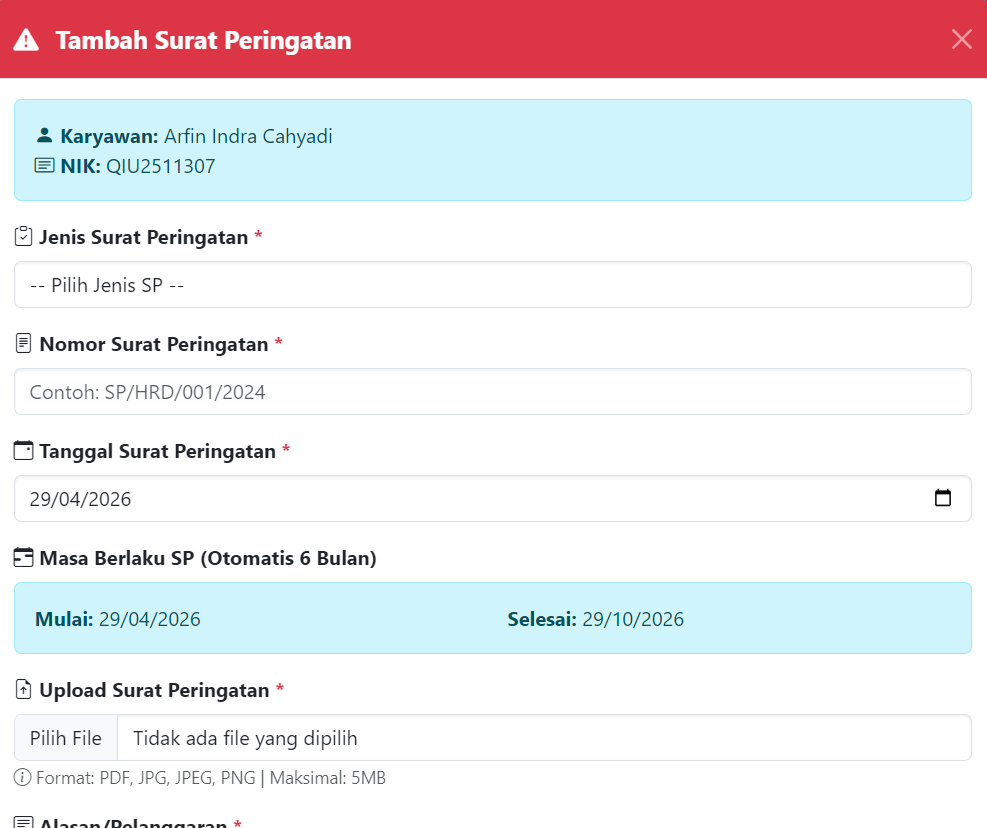 Tambah Surat Peringatan
Karyawan: Arfin Indra Cahyadi
NIK: QIU2511307
Jenis Surat Peringatan *
-- Pilih Jenis SP --
Nomor Surat Peringatan *
Contoh: SP/HRD/001/2024
Tanggal Surat Peringatan *
29/04/2026
Masa Berlaku SP (Otomatis 6 Bulan)
Mulai: 29/04/2026 Selesai: 29/10/2026
Upload Surat Peringatan *
Pilih File Tidak ada file yang dipilih
Format: PDF, JPG, JPEG, PNG | Maksimal: 5MB
Alasan/Pelanggaran *